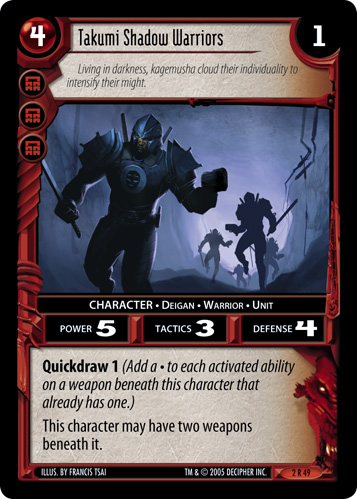 4 Takumi Shadow Warriors 1
Living in darkness, kagemusha cloud their individuality to
intensify their might.
CHARACTER • DEIGAN • WARRIOR • UNIT
POWER 5 TACTICS 3 DEFENSE 4
Quickdraw 1 (Add a • to each activated ability
on a weapon beneath this character that
already has one.)
This character may have two weapons
beneath it.
ILLUS. BY FRANCIS TSAI TM & © 2005 DECIPHER INC. 2 R 49